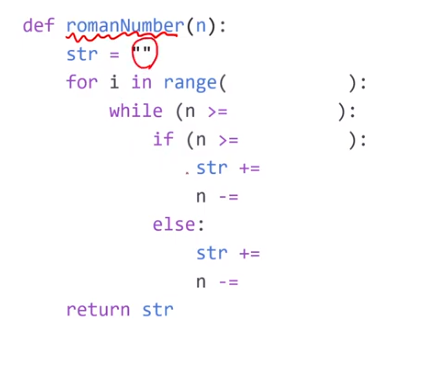 def romanNumber(n):
str = ""
for i in range( ):
while (n >= ):
if (n >= ):
str +=
n -=
else:
str +=
n -=
return str